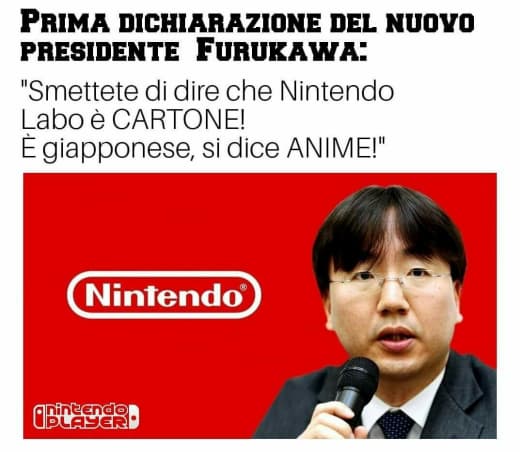 PRIMA DICHIARAZIONE DEL NUOVO
PRESIDENTE FURUKAWA:
"Smettete di dire che Nintendo
Labo è CARTONE!
È giapponese, si dice ANIME!"
Nintendo®
nintendo
PLAYER